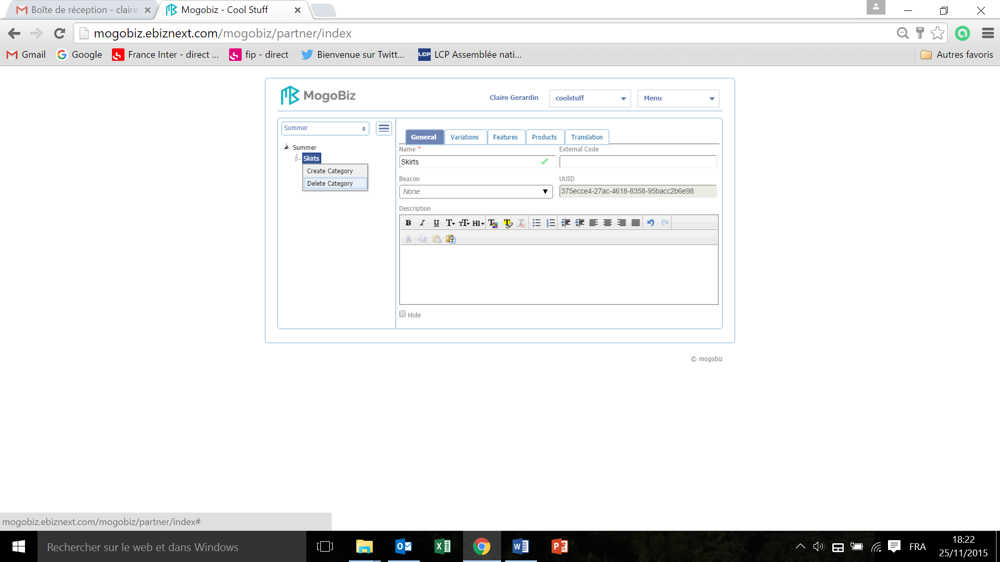 Boîte de réception - claire
Mogobiz - Cool Stuff
mogobiz.ebiznext.com/mogobiz/partner/index
Gmail
Google
France Inter - direct ...
fip - direct
Bienvenue sur Twitt...
LCP
LCP Assemblée nati...
Autres favoris
MogoBiz
Claire Gerardin
coolstuff
Menu
Summer
General
Variations
Features
Products
Translation
Summer
Skirts
Create Category
Delete Category
Name *
External Code
Skirts
Beacon
UUID
None
375ecce4-27ac-4618-8358-95bacc2b6e98
Description
Hide
© mogobiz
mogobiz.ebiznext.com/mogobiz/partner/index#
Rechercher sur le web et dans Windows
FRA
18:22
25/11/2015